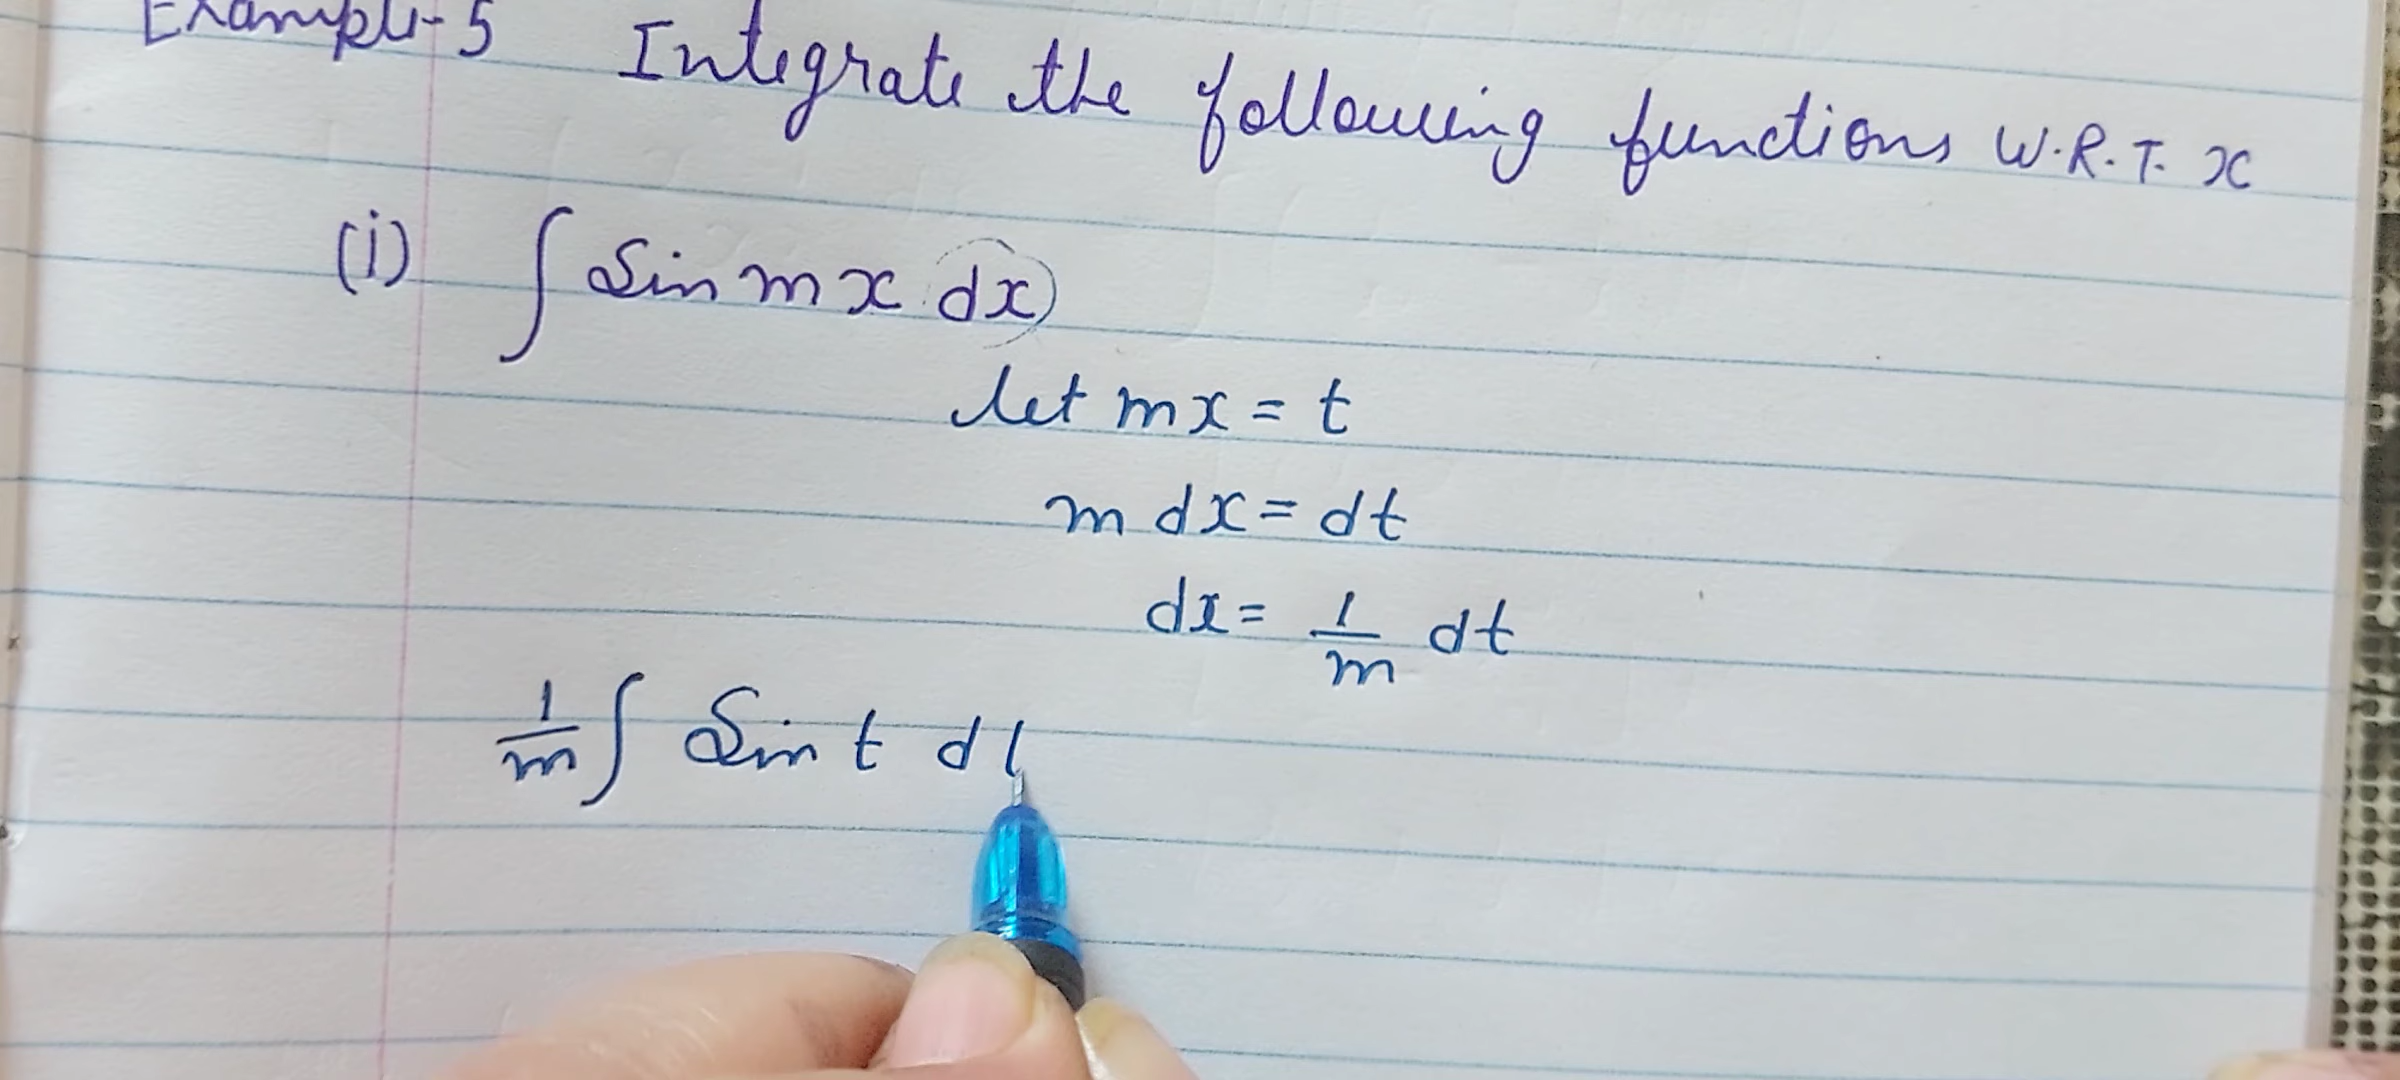 Example-5 Integrate the following functions W.R.T. x
(i) ∫ Sin mx dx
let mx = t
m dx = dt
dx = 1/m dt
1/m ∫ Sin t d